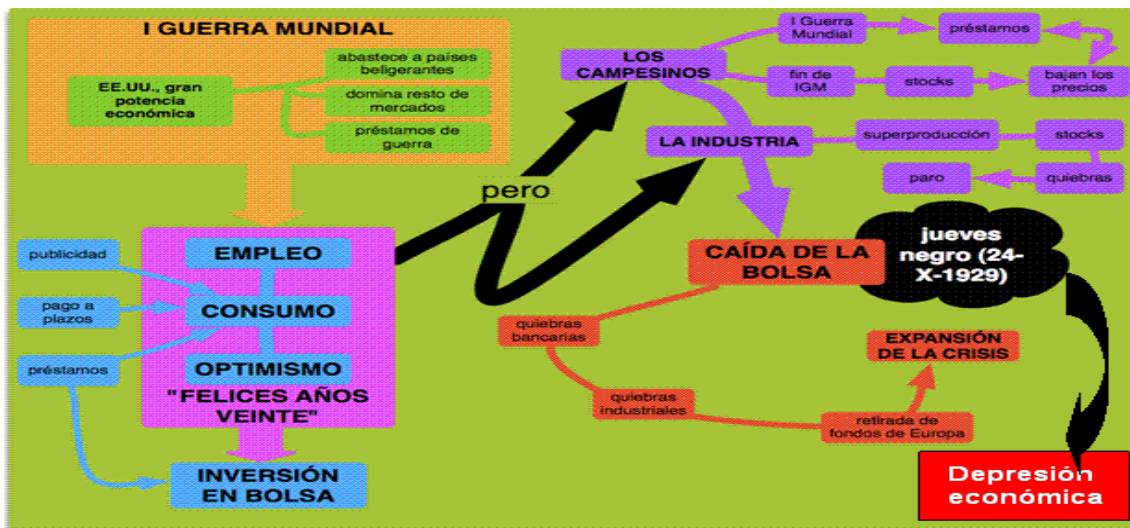 I GUERRA MUNDIAL
EE.UU., gran
potencia
económica
abastece a países
beligerantes
domina resto de
mercados
préstamos de
guerra
EMPLEO
CONSUMO
OPTIMISMO
"FELICES AÑOS
VEINTE"
publicidad
pago a
plazos
préstamos
INVERSIÓN
EN BOLSA
pero
LOS
CAMPESINOS
I Guerra
Mundial
préstamos
fin de
IGM
stocks
bajan los
precios
LA INDUSTRIA
superproducción
stocks
quiebras
paro
CAÍDA DE LA
BOLSA
jueves
negro (24-
X-1929)
quiebras
bancarias
quiebras
industriales
retirada de
fondos de Europa
EXPANSIÓN
DE LA CRISIS
Depresión
económica